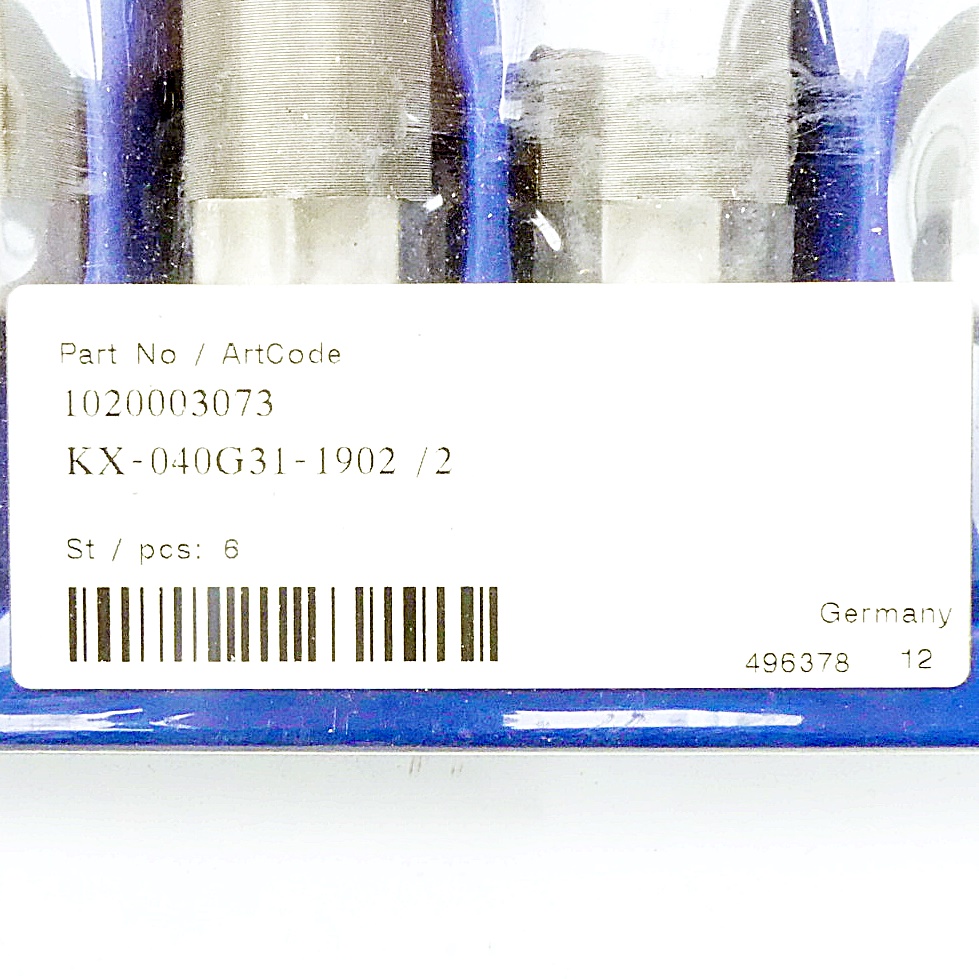 Part No / ArtCode
1020003073
KX-040G31-1902 /2
St / pcs: 6
Germany
496378 12